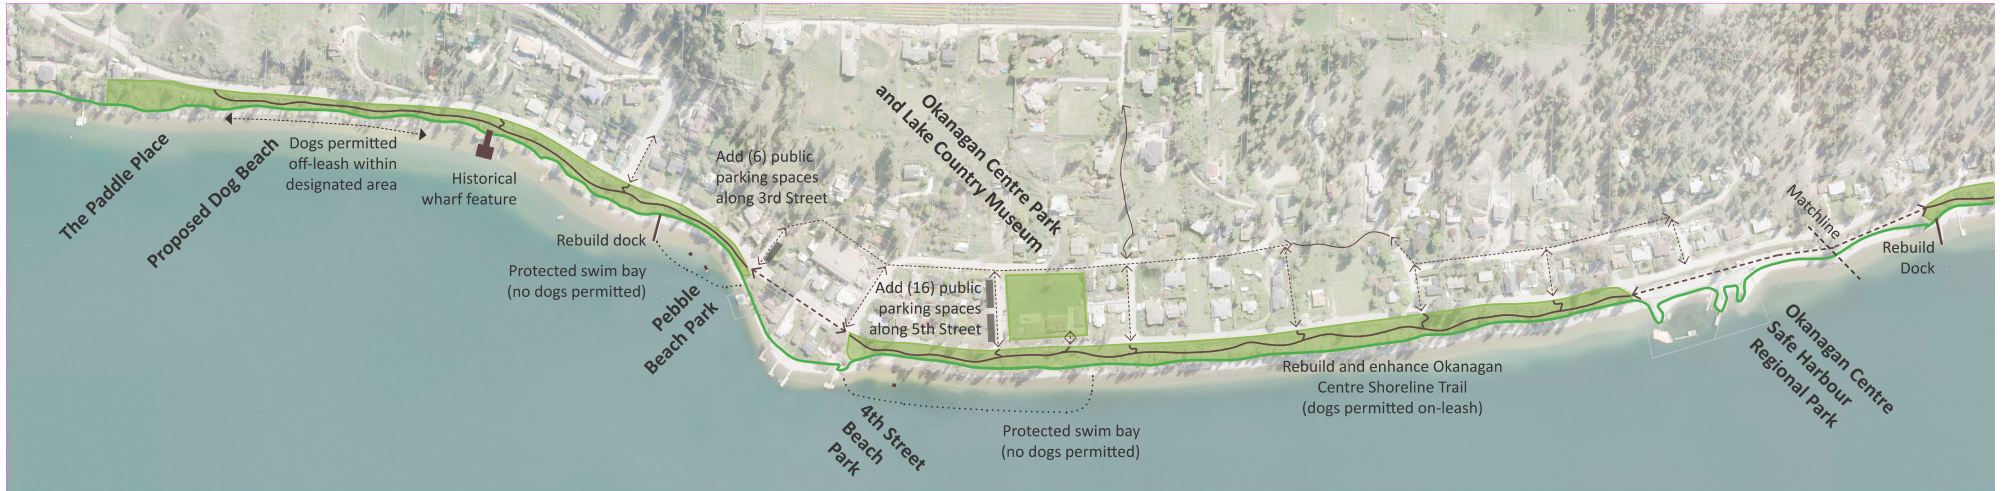 The Paddle Place
Proposed Dog Beach
Dogs permitted
off-leash within
designated area
Historical
wharf feature
Rebuild dock
Protected swim bay
(no dogs permitted)
Pebble
Beach Park
Add (6) public
parking spaces
along 3rd Street
Okanagan Centre Park
and Lake Country Museum
Add (16) public
parking spaces
along 5th Street
4th Street
Beach
Park
Protected swim bay
(no dogs permitted)
Rebuild and enhance Okanagan
Centre Shoreline Trail
(dogs permitted on-leash)
Matchline
Rebuild
Dock
Okanagan Centre
Safe Harbour
Regional Park